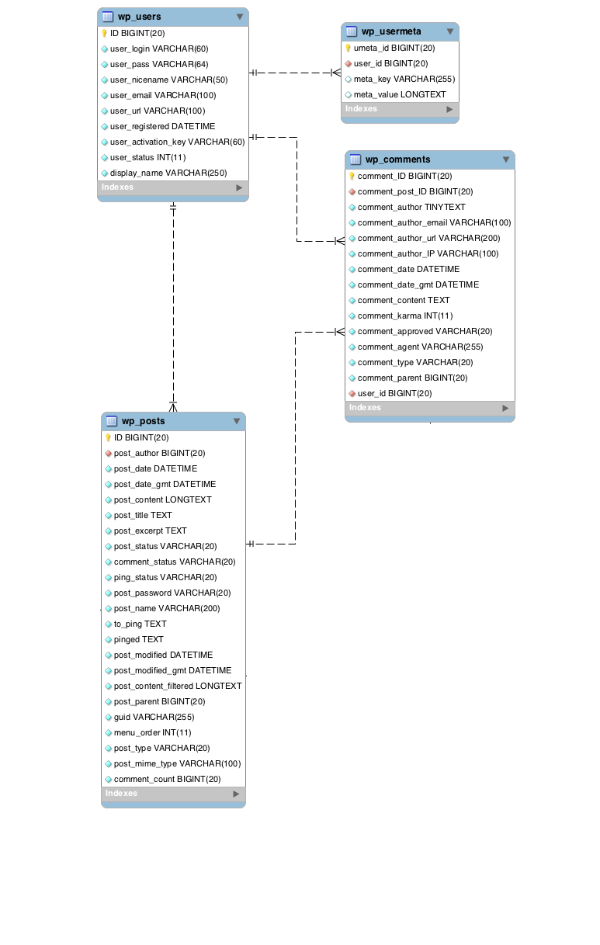 wp_users
ID BIGINT(20)
user_login VARCHAR(60)
user_pass VARCHAR(64)
user_nicename VARCHAR(50)
user_email VARCHAR(100)
user_url VARCHAR(100)
user_registered DATETIME
user_activation_key VARCHAR(60)
user_status INT(11)
display_name VARCHAR(250)
Indexes
wp_usermeta
umeta_id BIGINT(20)
user_id BIGINT(20)
meta_key VARCHAR(255)
meta_value LONGTEXT
Indexes
wp_comments
comment_ID BIGINT(20)
comment_post_ID BIGINT(20)
comment_author TINYTEXT
comment_author_email VARCHAR(100)
comment_author_url VARCHAR(200)
comment_author_IP VARCHAR(100)
comment_date DATETIME
comment_date_gmt DATETIME
comment_content TEXT
comment_karma INT(11)
comment_approved VARCHAR(20)
comment_agent VARCHAR(255)
comment_type VARCHAR(20)
comment_parent BIGINT(20)
user_id BIGINT(20)
Indexes
wp_posts
ID BIGINT(20)
post_author BIGINT(20)
post_date DATETIME
post_date_gmt DATETIME
post_content LONGTEXT
post_title TEXT
post_excerpt TEXT
post_status VARCHAR(20)
comment_status VARCHAR(20)
ping_status VARCHAR(20)
post_password VARCHAR(20)
post_name VARCHAR(200)
to_ping TEXT
pinged TEXT
post_modified DATETIME
post_modified_gmt DATETIME
post_content_filtered LONGTEXT
post_parent BIGINT(20)
guid VARCHAR(255)
menu_order INT(11)
post_type VARCHAR(20)
post_mime_type VARCHAR(100)
comment_count BIGINT(20)
Indexes